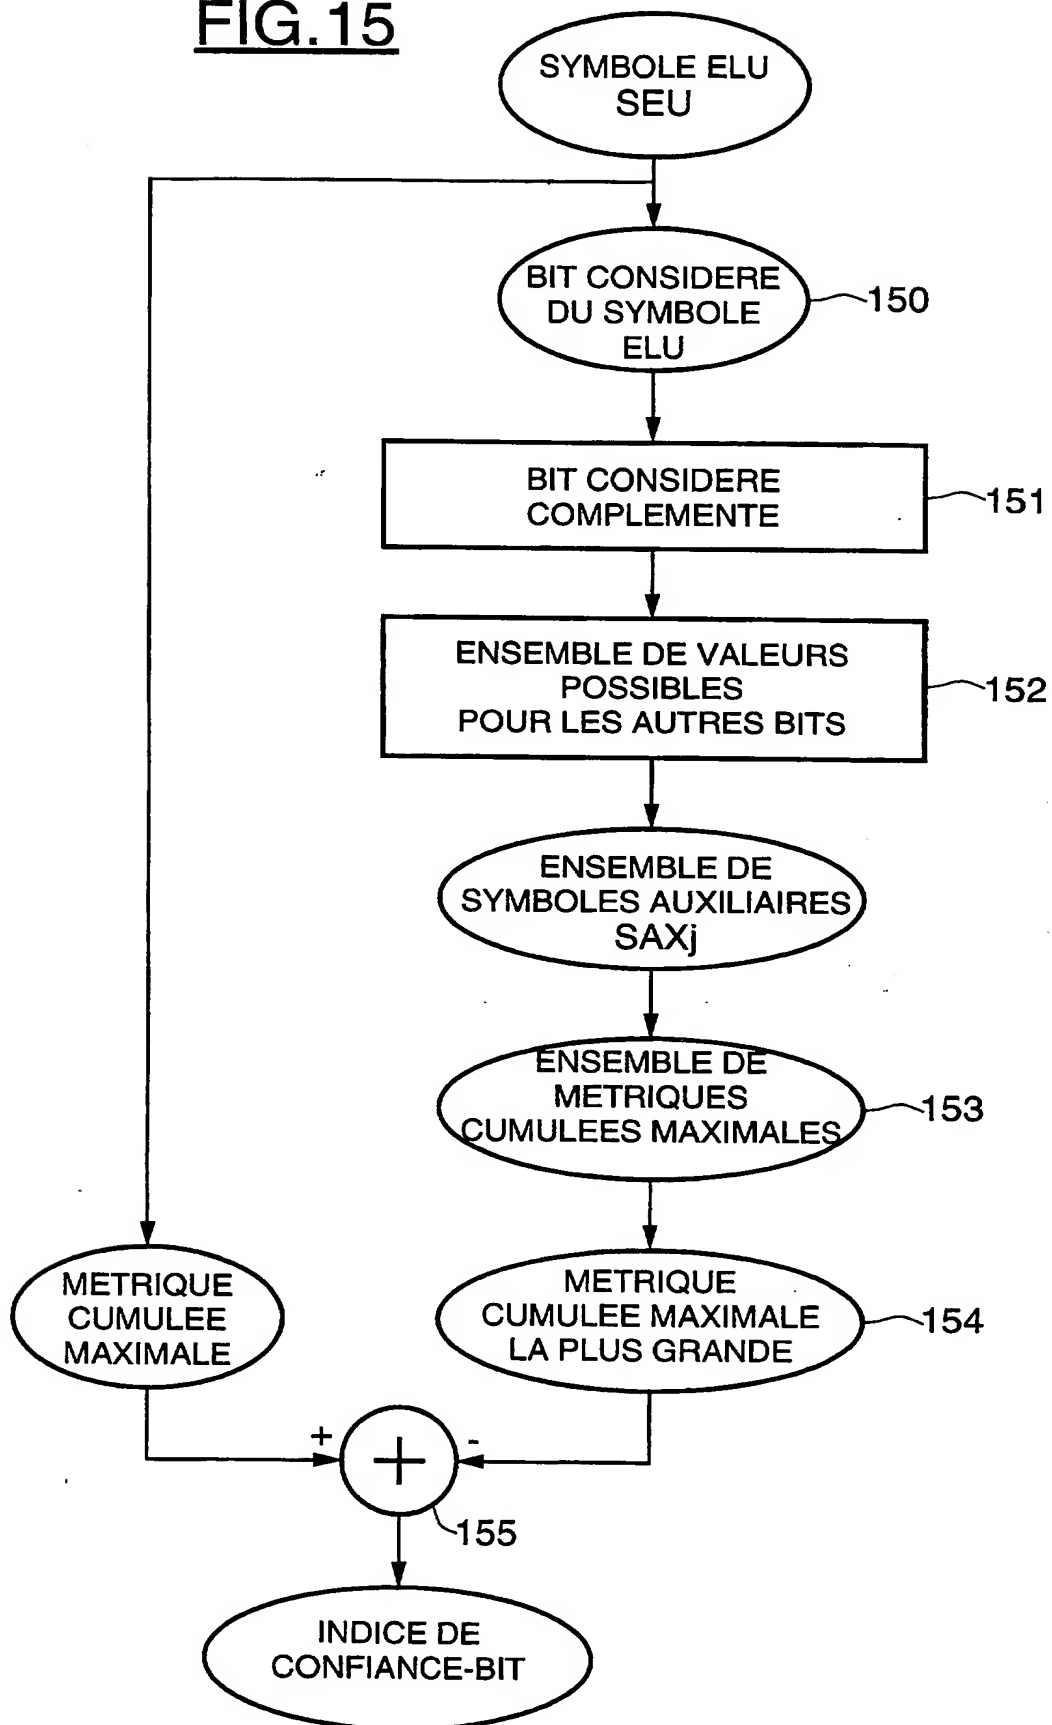 FIG.15
SYMBOLE ELU
SEU
BIT CONSIDERE
DU SYMBOLE
ELU
150
BIT CONSIDERE
COMPLEMENTE
151
ENSEMBLE DE VALEURS
POSSIBLES
POUR LES AUTRES BITS
152
ENSEMBLE DE
SYMBOLES AUXILIAIRES
SAXj
ENSEMBLE DE
METRIQUES
CUMULEES MAXIMALES
153
METRIQUE
CUMULEE
MAXIMALE
METRIQUE
CUMULEE MAXIMALE
LA PLUS GRANDE
154
+
-
+
155
INDICE DE
CONFIANCE-BIT